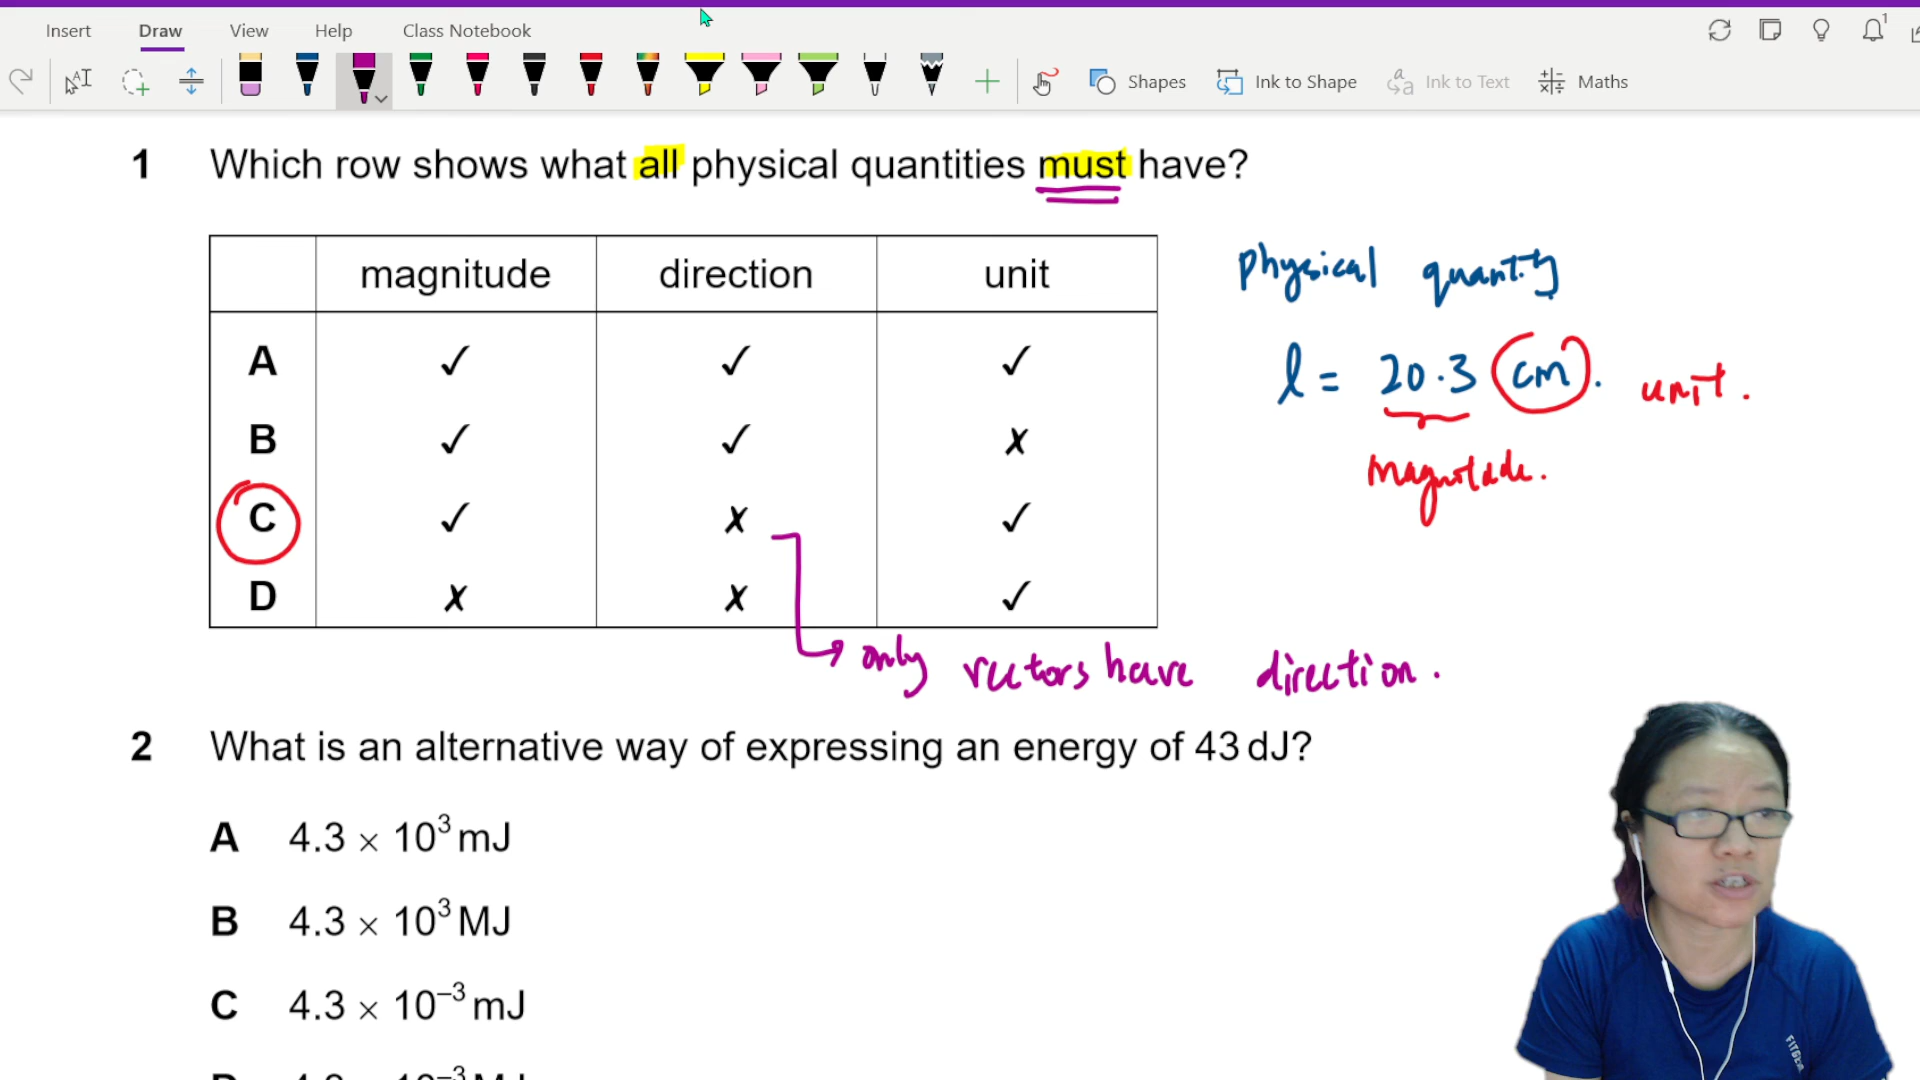 Insert Draw View Help Class Notebook
1
Shapes Ink to Shape Ink to Text Maths
1 Which row shows what all physical quantities must have?
magnitude direction unit
A ✓ ✓ ✓
B ✓ ✓ ✗
C ✓ ✗ ✓
D ✗ ✗ ✓
physical quantity
l = 20.3 cm. unit.
magnitude.
only vectors have direction.
2 What is an alternative way of expressing an energy of 43 dJ?
A 4.3 × 10³ mJ
B 4.3 × 10³ MJ
C 4.3 × 10⁻³ mJ